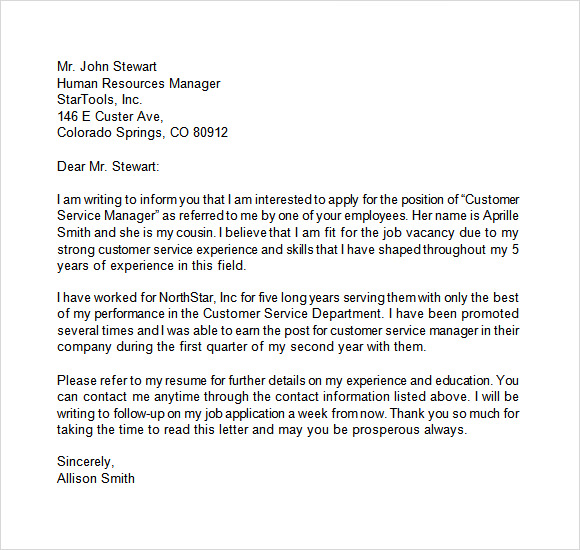 Mr. John Stewart
Human Resources Manager
StarTools, Inc.
146 E Custer Ave,
Colorado Springs, CO 80912
Dear Mr. Stewart:
I am writing to inform you that I am interested to apply for the position of “Customer
Service Manager” as referred to me by one of your employees. Her name is Aprille
Smith and she is my cousin. I believe that I am fit for the job vacancy due to my
strong customer service experience and skills that I have shaped throughout my 5
years of experience in this field.
I have worked for NorthStar, Inc for five long years serving them with only the best
of my performance in the Customer Service Department. I have been promoted
several times and I was able to earn the post for customer service manager in their
company during the first quarter of my second year with them.
Please refer to my resume for further details on my experience and education. You
can contact me anytime through the contact information listed above. I will be
writing to follow-up on my job application a week from now. Thank you so much for
taking the time to read this letter and may you be prosperous always.
Sincerely,
Allison Smith